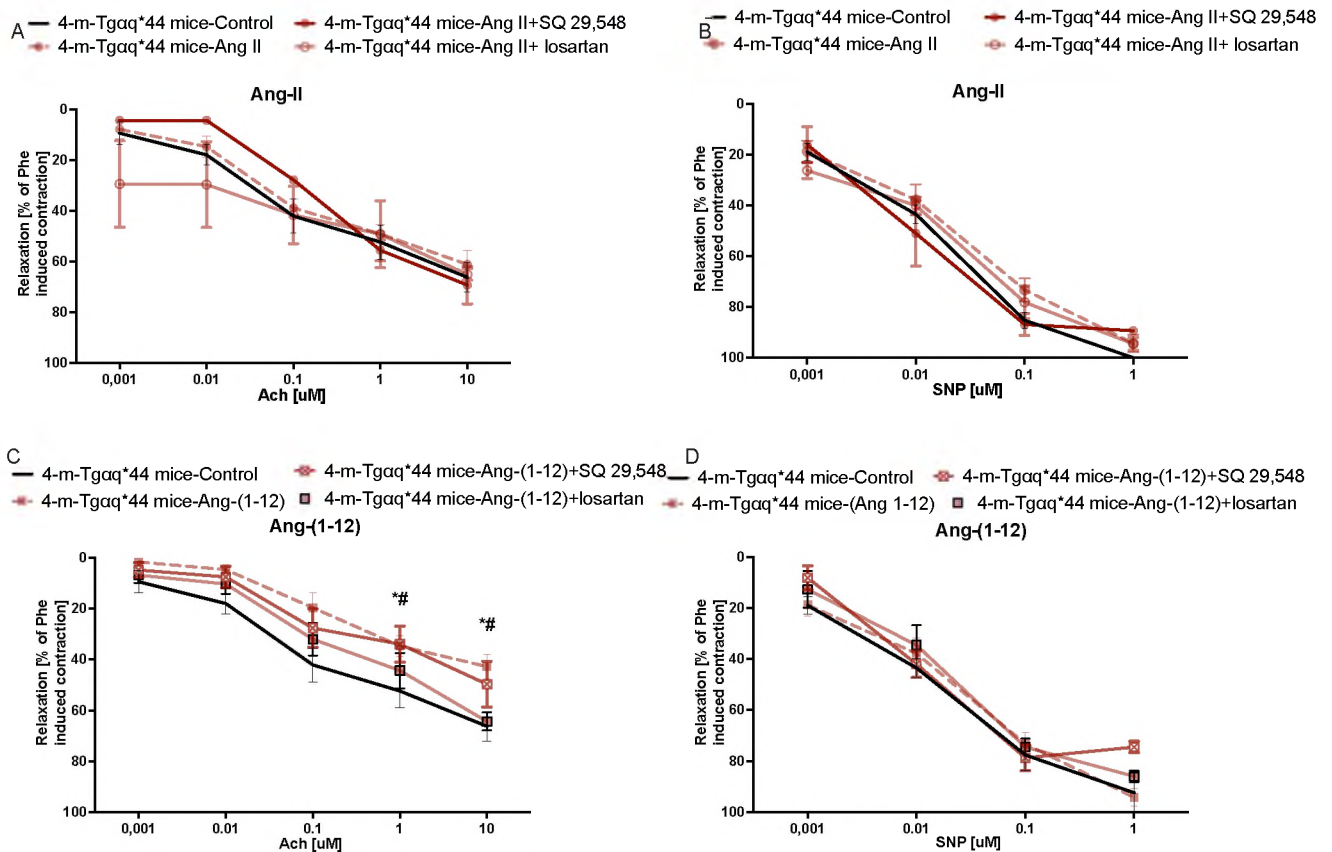 A
4-m-Tgαq*44 mice-Control
4-m-Tgαq*44 mice-Ang II+SQ 29,548
4-m-Tgαq*44 mice-Ang II
4-m-Tgαq*44 mice-Ang II+ losartan
Ang-II
Relaxation [% of Phe
induced contraction]
0
20
40
60
80
100
0,001
0.01
0.1
1
10
Ach [uM]
B
4-m-Tgαq*44 mice-Control
4-m-Tgαq*44 mice-Ang II+SQ 29,548
4-m-Tgαq*44 mice-Ang II
4-m-Tgαq*44 mice-Ang II+ losartan
Ang-II
Relaxation [% of Phe
induced contraction]
0
20
40
60
80
100
0,001
0.01
0.1
1
SNP [uM]
C
4-m-Tgαq*44 mice-Control
4-m-Tgαq*44 mice-Ang-(1-12)+SQ 29,548
4-m-Tgαq*44 mice-Ang-(1-12)
4-m-Tgαq*44 mice-Ang-(1-12)+losartan
Ang-(1-12)
Relaxation [% of Phe
induced contraction]
0
20
40
60
80
100
*#
*#
0,001
0.01
0.1
1
10
Ach [uM]
D
4-m-Tgαq*44 mice-Control
4-m-Tgαq*44 mice-Ang-(1-12)+SQ 29,548
4-m-Tgαq*44 mice-(Ang 1-12)
4-m-Tgαq*44 mice-Ang-(1-12)+losartan
Ang-(1-12)
Relaxation [% of Phe
induced contraction]
0
20
40
60
80
100
0,001
0.01
0.1
1
SNP [uM]